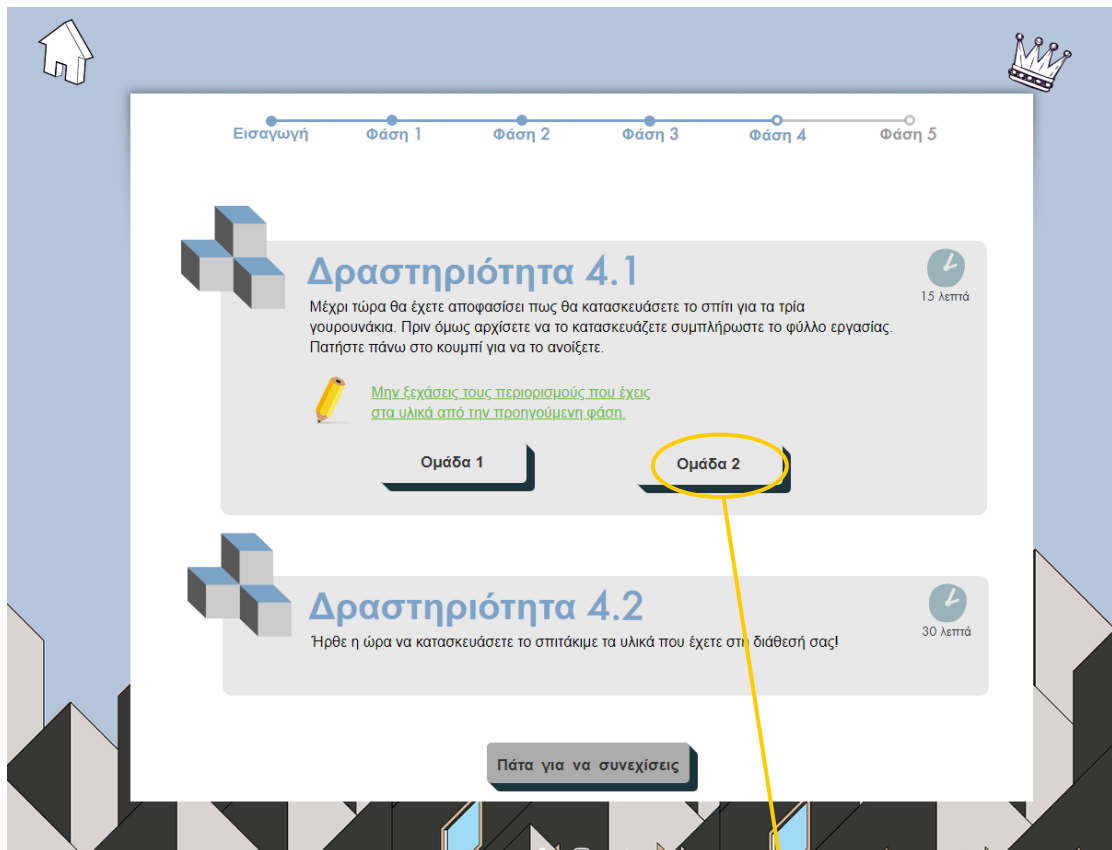 Εισαγωγή Φάση 1 Φάση 2 Φάση 3 Φάση 4 Φάση 5
Δραστηριότητα 4.1
15 λεπτά
Μέχρι τώρα θα έχετε αποφασίσει πως θα κατασκευάσετε το σπίτι για τα τρία
γουρουνάκια. Πριν όμως αρχίσετε να το κατασκευάζετε συμπλήρωστε το φύλλο εργασίας.
Πατήστε πάνω στο κουμπί για να το ανοίξετε.
Μην ξεχάσεις τους περιορισμούς που έχεις
στα υλικά από την προηγούμενη φάση.
Ομάδα 1 Ομάδα 2
Δραστηριότητα 4.2
30 λεπτά
Ήρθε η ώρα να κατασκευάσετε το σπιτάκιμε τα υλικά που έχετε στη διάθεσή σας!
Πάτα για να συνεχίσεις